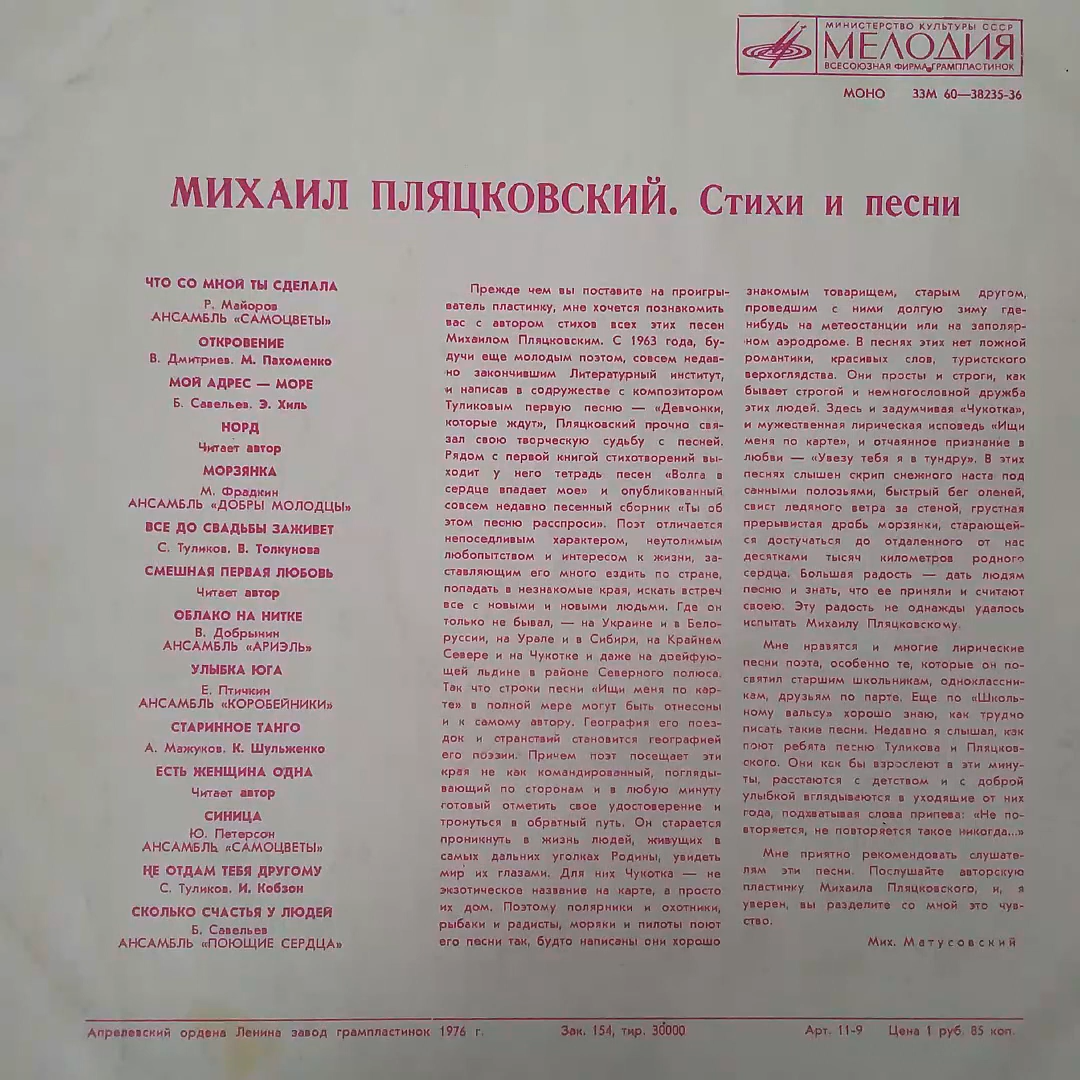 МИНИСТЕРСТВО КУЛЬТУРЫ СССР
МЕЛОДИЯ
ВСЕСОЮЗНАЯ ФИРМА ГРАМПЛАСТИНОК
МОНО 33М 60—38235-36
МИХАИЛ ПЛЯЦКОВСКИЙ. Стихи и песни
ЧТО СО МНОЙ ТЫ СДЕЛАЛА
Р. Майоров
АНСАМБЛЬ «САМОЦВЕТЫ»
ОТКРОВЕНИЕ
В. Дмитриев. М. Пахоменко
МОЙ АДРЕС — МОРЕ
Б. Савельев. Э. Хиль
НОРД
Читает автор
МОРЗЯНКА
М. Фрадкин
АНСАМБЛЬ «ДОБРЫ МОЛОДЦЫ»
ВСЕ ДО СВАДЬБЫ ЗАЖИВЕТ
С. Туликов. В. Толкунова
СМЕШНАЯ ПЕРВАЯ ЛЮБОВЬ
Читает автор
ОБЛАКО НА НИТКЕ
В. Добрынин
АНСАМБЛЬ «АРИЭЛЬ»
УЛЫБКА ЮГА
Е. Птичкин
АНСАМБЛЬ «КОРОБЕЙНИКИ»
СТАРИННОЕ ТАНГО
А. Мажуков. К. Шульженко
ЕСТЬ ЖЕНЩИНА ОДНА
Читает автор
СИНИЦА
Ю. Петерсон
АНСАМБЛЬ «САМОЦВЕТЫ»
НЕ ОТДАМ ТЕБЯ ДРУГОМУ
С. Туликов. И. Кобзон
СКОЛЬКО СЧАСТЬЯ У ЛЮДЕЙ
Б. Савельев
АНСАМБЛЬ «ПОЮЩИЕ СЕРДЦА»
Прежде чем вы поставите на проигры-
ватель пластинку, мне хочется познакомить
вас с автором стихов всех этих песен
Михаилом Пляцковским. С 1963 года, бу-
дучи еще молодым поэтом, совсем недав-
но закончившим Литературный институт,
и написав в содружестве с композитором
Туликовым первую песню — «Девчонки,
которые ждут», Пляцковский прочно свя-
зал свою творческую судьбу с песней.
Рядом с первой книгой стихотворений вы-
ходит у него тетрадь песен «Волга в
сердце впадает мое» и опубликованный
совсем недавно песенный сборник «Ты об
этом песню расспроси». Поэт отличается
непоседливым характером, неутолимым
любопытством и интересом к жизни, за-
ставляющим его много ездить по стране,
попадать в незнакомые края, искать встреч
все с новыми и новыми людьми. Где он
только не бывал, — на Украине и в Бело-
руссии, на Урале и в Сибири, на Крайнем
Севере и на Чукотке и даже на дрейфую-
щей льдине в районе Северного полюса.
Так что строки песни «Ищи меня по кар-
те» в полной мере могут быть отнесены
и к самому автору. География его поез-
док и странствий становится географией
его поэзии. Причем поэт посещает эти
края не как командированный, погляды-
вающий по сторонам и в любую минуту
готовый отметить свое удостоверение и
тронуться в обратный путь. Он старается
проникнуть в жизнь людей, живущих в
самых дальних уголках Родины, увидеть
мир их глазами. Для них Чукотка — не
экзотическое название на карте, а просто
их дом. Поэтому полярники и охотники,
рыбаки и радисты, моряки и пилоты поют
его песни так, будто написаны они хорошо
знакомым товарищем, старым другом,
проведшим с ними долгую зиму где-
нибудь на метеостанции или на заполяр-
ном аэродроме. В песнях этих нет ложной
романтики, красивых слов, туристского
верхоглядства. Они просты и строги, как
бывает строгой и немногословной дружба
этих людей. Здесь и задумчивая «Чукотка»,
и мужественная лирическая исповедь «Ищи
меня по карте», и отчаянное признание в
любви — «Увезу тебя я в тундру». В этих
песнях слышен скрип снежного наста под
санными полозьями, быстрый бег оленей,
свист ледяного ветра за стеной, грустная
прерывистая дробь морзянки, старающей-
ся достучаться до отдаленного от нас
десятками тысяч километров родного
сердца. Большая радость — дать людям
песню и знать, что ее приняли и считают
своею. Эту радость не однажды удалось
испытать Михаилу Пляцковскому.
Мне нравятся и многие лирические
песни поэта, особенно те, которые он по-
святил старшим школьникам, одноклассни-
кам, друзьям по парте. Еще по «Школь-
ному вальсу» хорошо знаю, как трудно
писать такие песни. Недавно я слышал, как
поют ребята песню Туликова и Пляцков-
ского. Они как бы взрослеют в эти мину-
ты, расстаются с детством и с доброй
улыбкой вглядываются в уходящие от них
года, подхватывая слова припева: «Не по-
вторяется, не повторяется такое никогда...»
Мне приятно рекомендовать слушате-
лям эти песни. Послушайте авторскую
пластинку Михаила Пляцковского, и, я
уверен, вы разделите со мной это чув-
ство.
Мих. Матусовский
Апрелевский ордена Ленина завод грампластинок 1976 г. Зак. 154, тир. 30000 Арт. 11-9 Цена 1 руб. 85 коп.